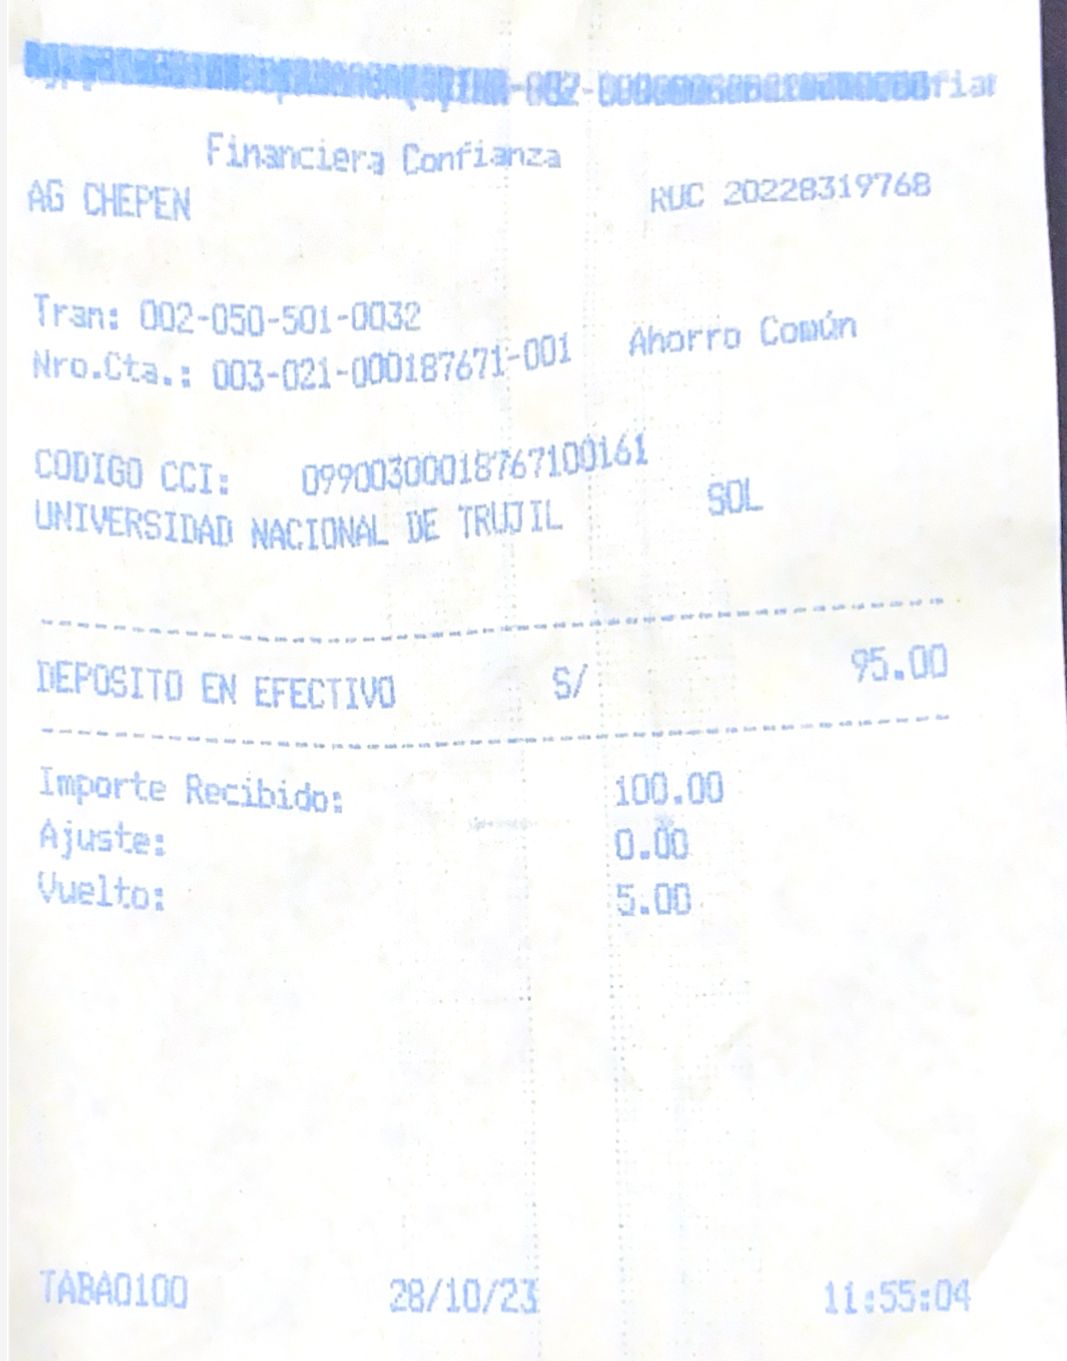 Financiera Confianza
AG CHEPEN RUC 20228319768
Tran: 002-050-501-0032
Nro.Cta.: 003-021-000187671-001 Ahorro Común
CODIGO CCI: 09900300018767100161
UNIVERSIDAD NACIONAL DE TRUJIL SOL
DEPOSITO EN EFECTIVO S/ 95.00
Importe Recibido: 100.00
Ajuste: 0.00
Vuelto: 5.00
TABA0100 28/10/23 11:55:04